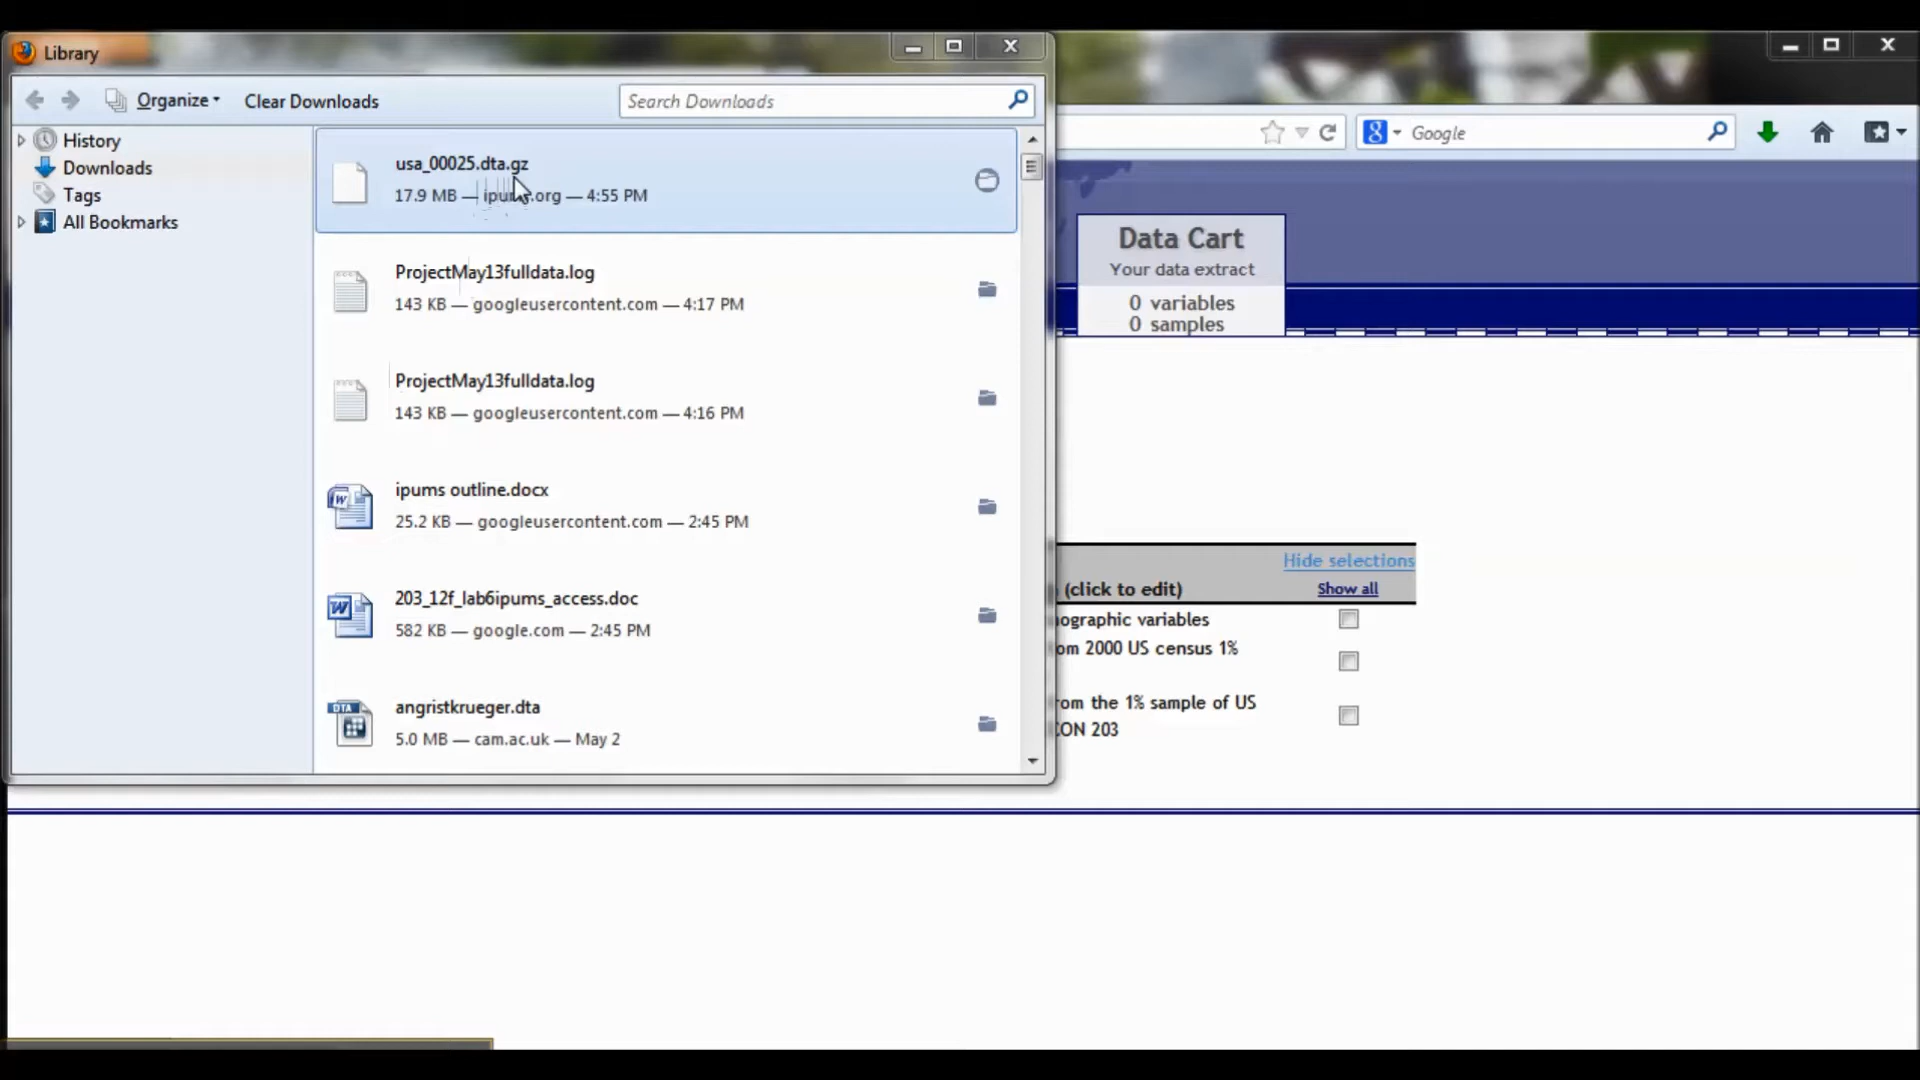 Library
Organize
Clear Downloads
Search Downloads
Google
History
Downloads
Tags
All Bookmarks
usa_00025.dta.gz
17.9 MB — .org — 4:55 PM
ProjectMay13fulldata.log
143 KB — googleusercontent.com — 4:17 PM
ProjectMay13fulldata.log
143 KB — googleusercontent.com — 4:16 PM
ipums outline.docx
25.2 KB — googleusercontent.com — 2:45 PM
203_12f_lab6ipums_access.doc
582 KB — google.com — 2:45 PM
DTA
angristkrueger.dta
5.0 MB — cam.ac.uk — May 2
Data Cart
Your data extract
0 variables
0 samples
Hide selections
(click to edit)
Show all
ographic variables
om 2000 US census 1%
rom the 1% sample of US
CON 203